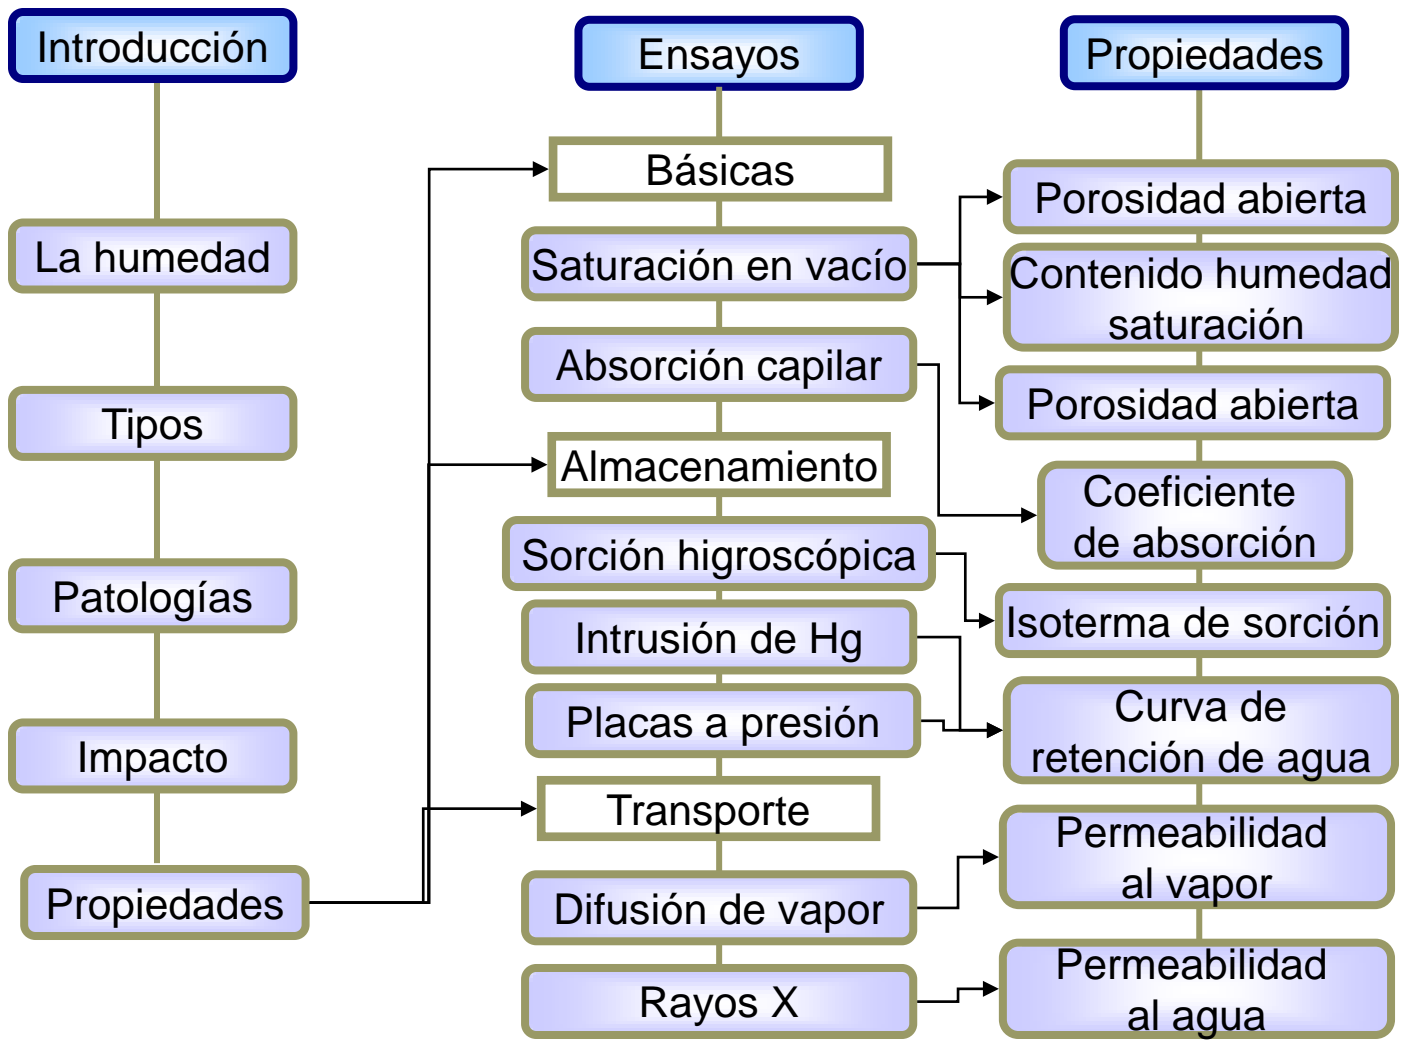 Introducción
La humedad
Tipos
Patologías
Impacto
Propiedades
Ensayos
Básicas
Saturación en vacío
Absorción capilar
Almacenamiento
Sorción higroscópica
Intrusión de Hg
Placas a presión
Transporte
Difusión de vapor
Rayos X
Propiedades
Porosidad abierta
Contenido humedad
saturación
Porosidad abierta
Coeficiente
de absorción
Isoterma de sorción
Curva de
retención de agua
Permeabilidad
al vapor
Permeabilidad
al agua